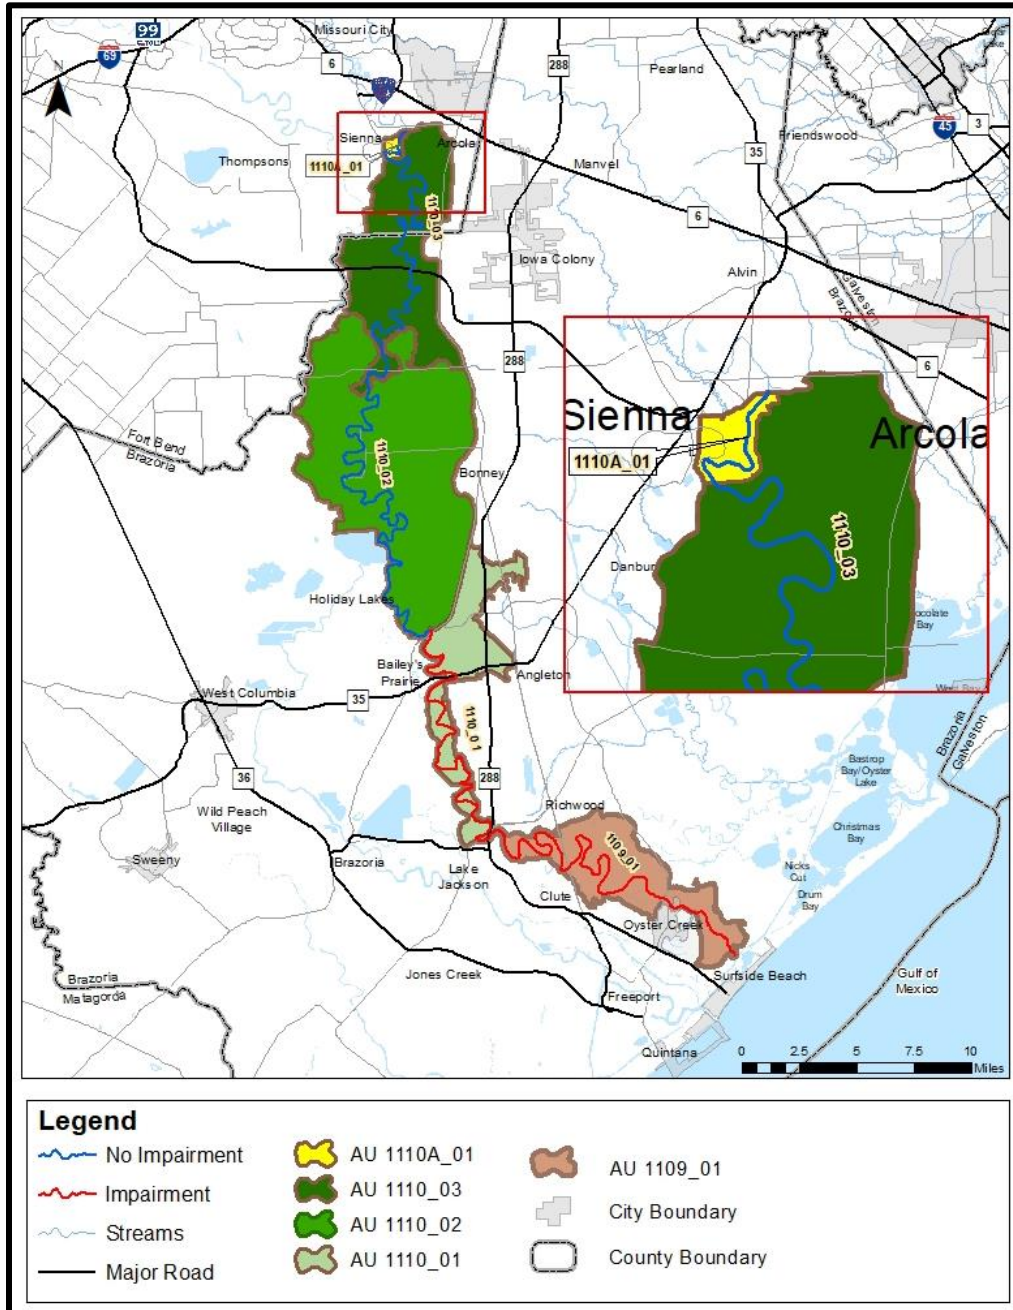 99
Missouri City
69
N
6
288
Pearland
45
3
Friendswood
Sienna
Arcola
35
Thompsons
1110A_01
Manvel
1110_03
6
Iowa Colony
Alvin
Galveston
Brazoria
288
6
Sienna
Arcola
1110A_01
Fort Bend
Brazoria
1110_02
Bonney
1110_03
Danbur
Holiday Lakes
ocolate
Bay
Bailey's
Prairie
Angleton
West Columbia
35
West Bay
1110_01
Brazoria
Galveston
36
288
Bastrop
Bay/Oyster
Lake
Wild Peach
Village
Richwood
Christmas
Bay
1109_01
Sweeny
Brazoria
Lake
Jackson
Nicks
Cut
Clute
Drum
Bay
Oyster Creek
Brazoria
Matagorda
Jones Creek
Surfside Beach
Gulf of
Mexico
Freeport
Quintana
0 2.5 5 7.5 10
Miles
Legend
No Impairment
Impairment
Streams
Major Road
AU 1110A_01
AU 1110_03
AU 1110_02
AU 1110_01
AU 1109_01
City Boundary
County Boundary